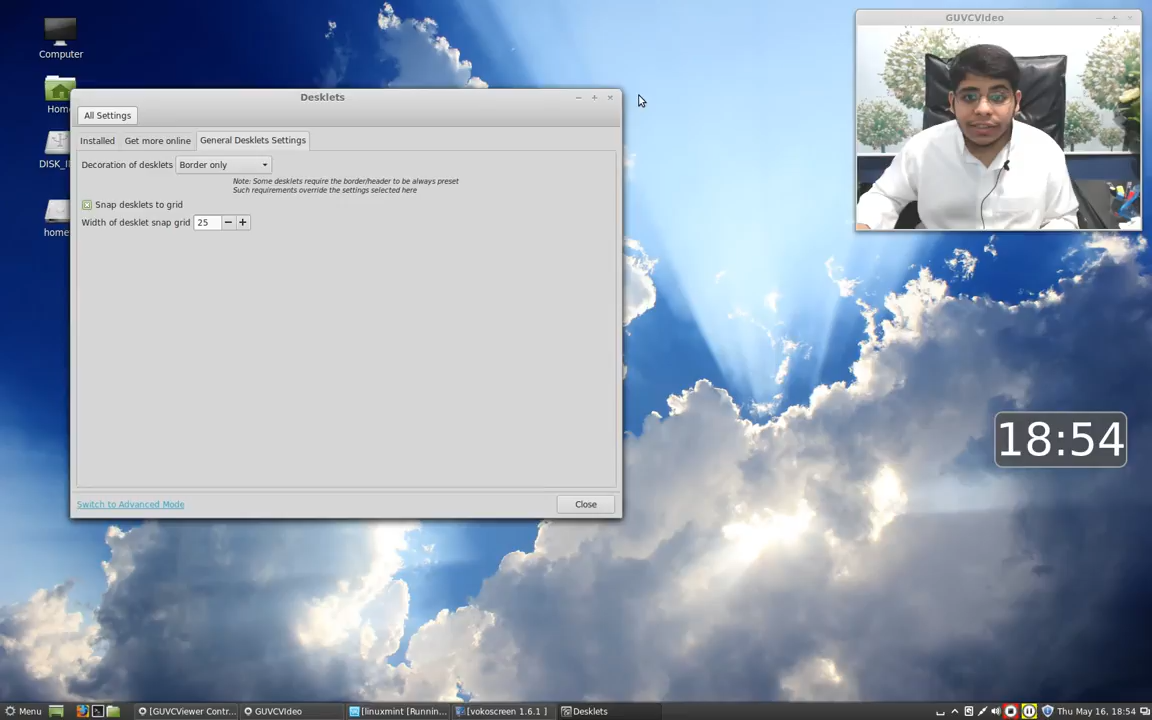 GUVCVIdeo
Computer
Desklets
Hom
All Settings
Installed
Get more online
General Desklets Settings
Decoration of desklets
Border only
Note: Some desklets require the border/header to be always preset
Such requirements override the settings selected here
Snap desklets to grid
Width of desklet snap grid
25
home
18:54
Switch to Advanced Mode
Close
Menu
[GUVCViewer Contr...
GUVCVIdeo
[linuxmint [Runnin...
[vokoscreen 1.6.1 ]
Desklets
Thu May 16, 18:54